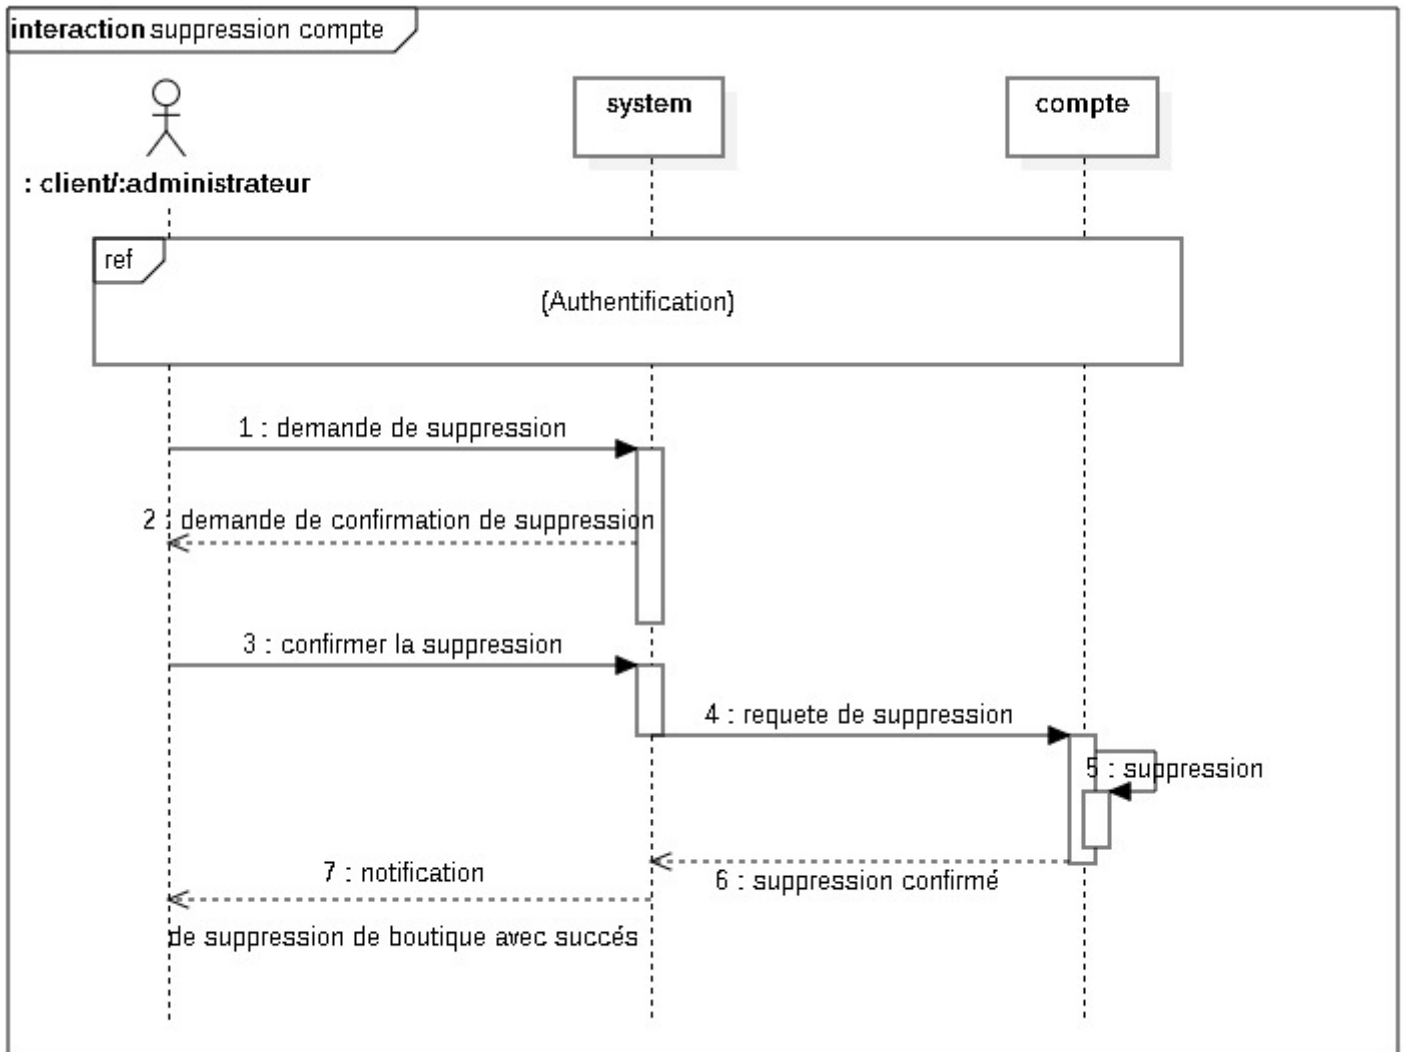 interaction suppression compte
system
compte
: client/:administrateur
ref
(Authentification)
1 : demande de suppression
2 : demande de confirmation de suppression
3 : confirmer la suppression
4 : requete de suppression
5 : suppression
7 : notification
6 : suppression confirmé
de suppression de boutique avec succés